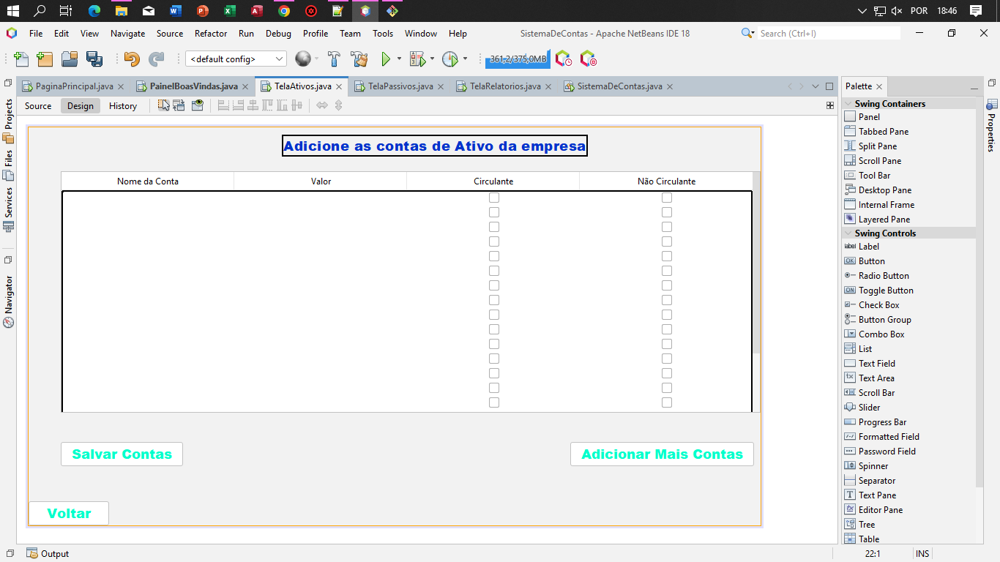 POR 18:46
File Edit View Navigate Source Refactor Run Debug Profile Team Tools Window Help SistemaDeContas - Apache NetBeans IDE 18 Search (Ctrl+I)
<default config> 361,2/375,0MB
PaginaPrincipal.java PainelBoasVindas.java TelaAtivos.java TelaPassivos.java TelaRelatorios.java SistemaDeContas.java
Source Design History
Projects
Files
Services
Navigator
Adicione as contas de Ativo da empresa
Nome da Conta Valor Circulante Não Circulante
Salvar Contas Adicionar Mais Contas
Voltar
Palette
Swing Containers
Panel
Tabbed Pane
Split Pane
Scroll Pane
Tool Bar
Desktop Pane
Internal Frame
Layered Pane
Swing Controls
label Label
OK Button
Radio Button
ON Toggle Button
Check Box
Button Group
Combo Box
List
Text Field
Text Area
Scroll Bar
Slider
Progress Bar
Formatted Field
Password Field
Spinner
Separator
Text Pane
Editor Pane
Tree
Table
Properties
Output 22:1 INS